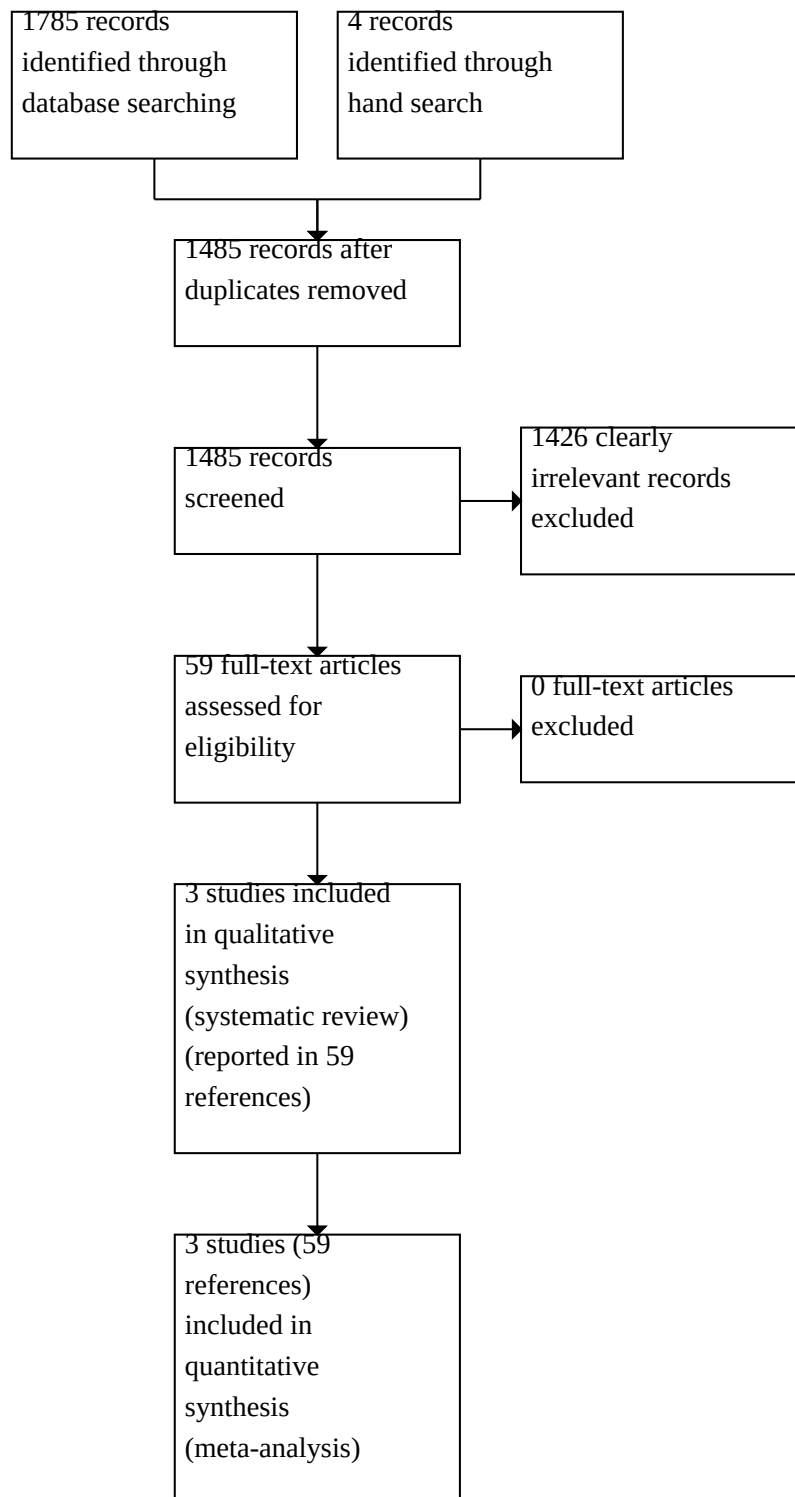 1785 records
identified through
database searching
4 records
identified through
hand search
1485 records after
duplicates removed
1485 records
screened
1426 clearly
irrelevant records
excluded
59 full-text articles
assessed for
eligibility
0 full-text articles
excluded
3 studies included
in qualitative
synthesis
(systematic review)
(reported in 59
references)
3 studies (59
references)
included in
quantitative
synthesis
(meta-analysis)